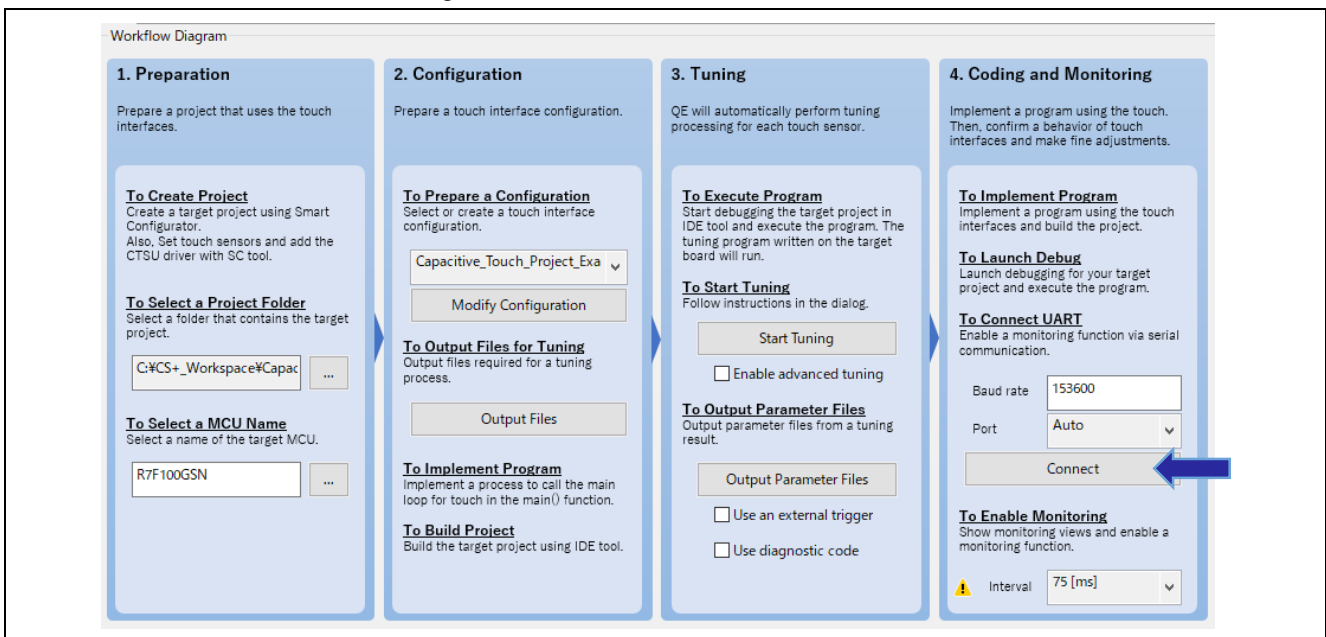 Workflow Diagram
1. Preparation
Prepare a project that uses the touch
interfaces.
To Create Project
Create a target project using Smart
Configurator.
Also, Set touch sensors and add the
CTSU driver with SC tool.
To Select a Project Folder
Select a folder that contains the target
project.
C:¥CS+_Workspace¥Capac
...
To Select a MCU Name
Select a name of the target MCU.
R7F100GSN
...
2. Configuration
Prepare a touch interface configuration.
To Prepare a Configuration
Select or create a touch interface
configuration.
Capacitive_Touch_Project_Exa
Modify Configuration
To Output Files for Tuning
Output files required for a tuning
process.
Output Files
To Implement Program
Implement a process to call the main
loop for touch in the main() function.
To Build Project
Build the target project using IDE tool.
3. Tuning
QE will automatically perform tuning
processing for each touch sensor.
To Execute Program
Start debugging the target project in
IDE tool and execute the program. The
tuning program written on the target
board will run.
To Start Tuning
Follow instructions in the dialog.
Start Tuning
Enable advanced tuning
To Output Parameter Files
Output parameter files from a tuning
result.
Output Parameter Files
Use an external trigger
Use diagnostic code
4. Coding and Monitoring
Implement a program using the touch.
Then, confirm a behavior of touch
interfaces and make fine adjustments.
To Implement Program
Implement a program using the touch
interfaces and build the project.
To Launch Debug
Launch debugging for your target
project and execute the program.
To Connect UART
Enable a monitoring function via serial
communication.
Baud rate 153600
Port Auto
Connect
To Enable Monitoring
Show monitoring views and enable a
monitoring function.
Interval 75 [ms]